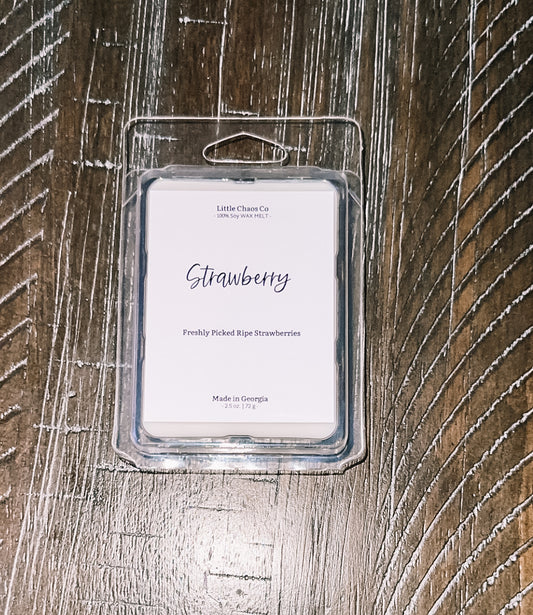 Little Chaos Co
- 100% Soy WAX MELT -
Strawberry
Freshly Picked Ripe Strawberries
Made in Georgia
2.5 oz. | 72 g